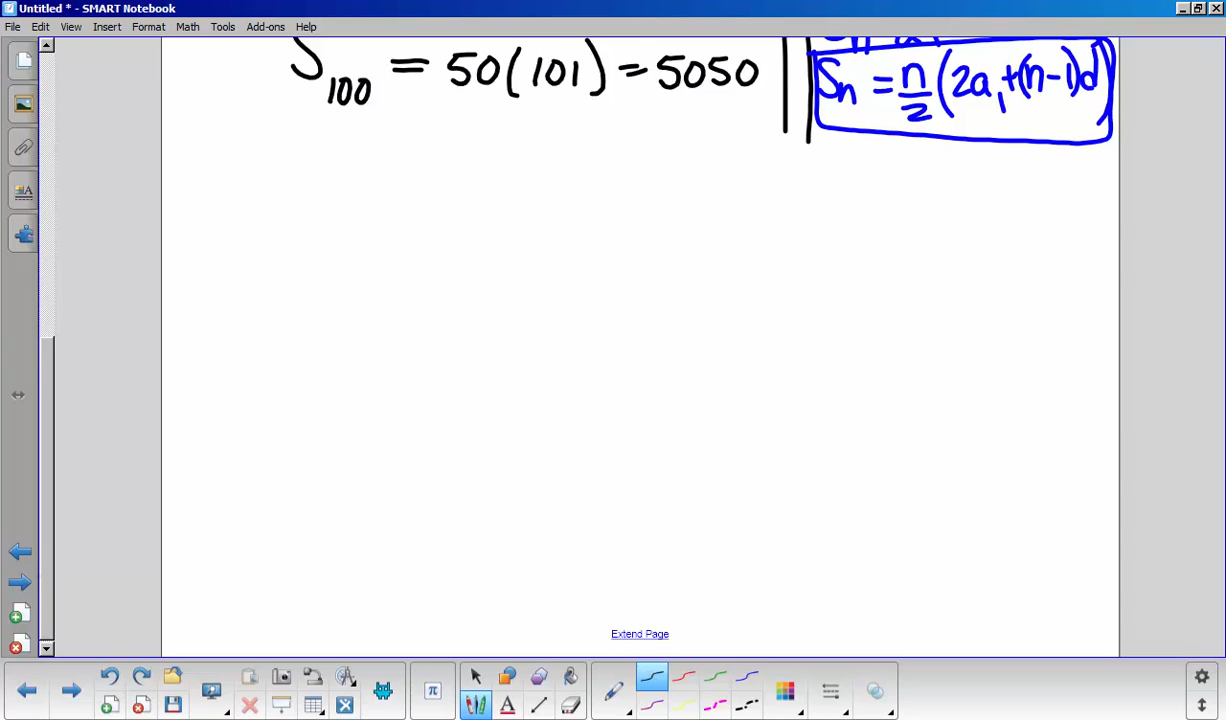 Untitled * - SMART Notebook
File Edit View Insert Format Math Tools Add-ons Help
S₁₀₀ = 50(101) = 5050
Sₙ = n/2 (2a₁+(n-1)d)
Extend Page
π
A